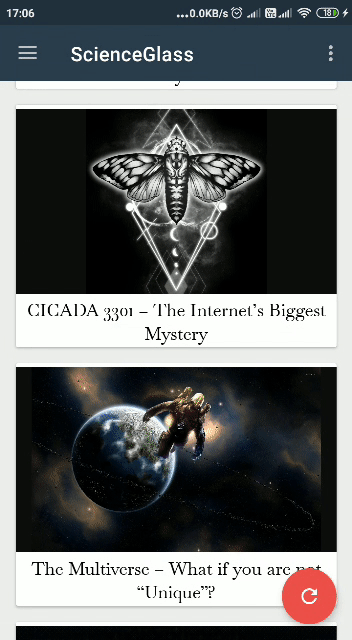 17:06 ...0.0KB/s 18
ScienceGlass
CICADA 3301 – The Internet's Biggest
Mystery
The Multiverse – What if you are not
“Unique”?